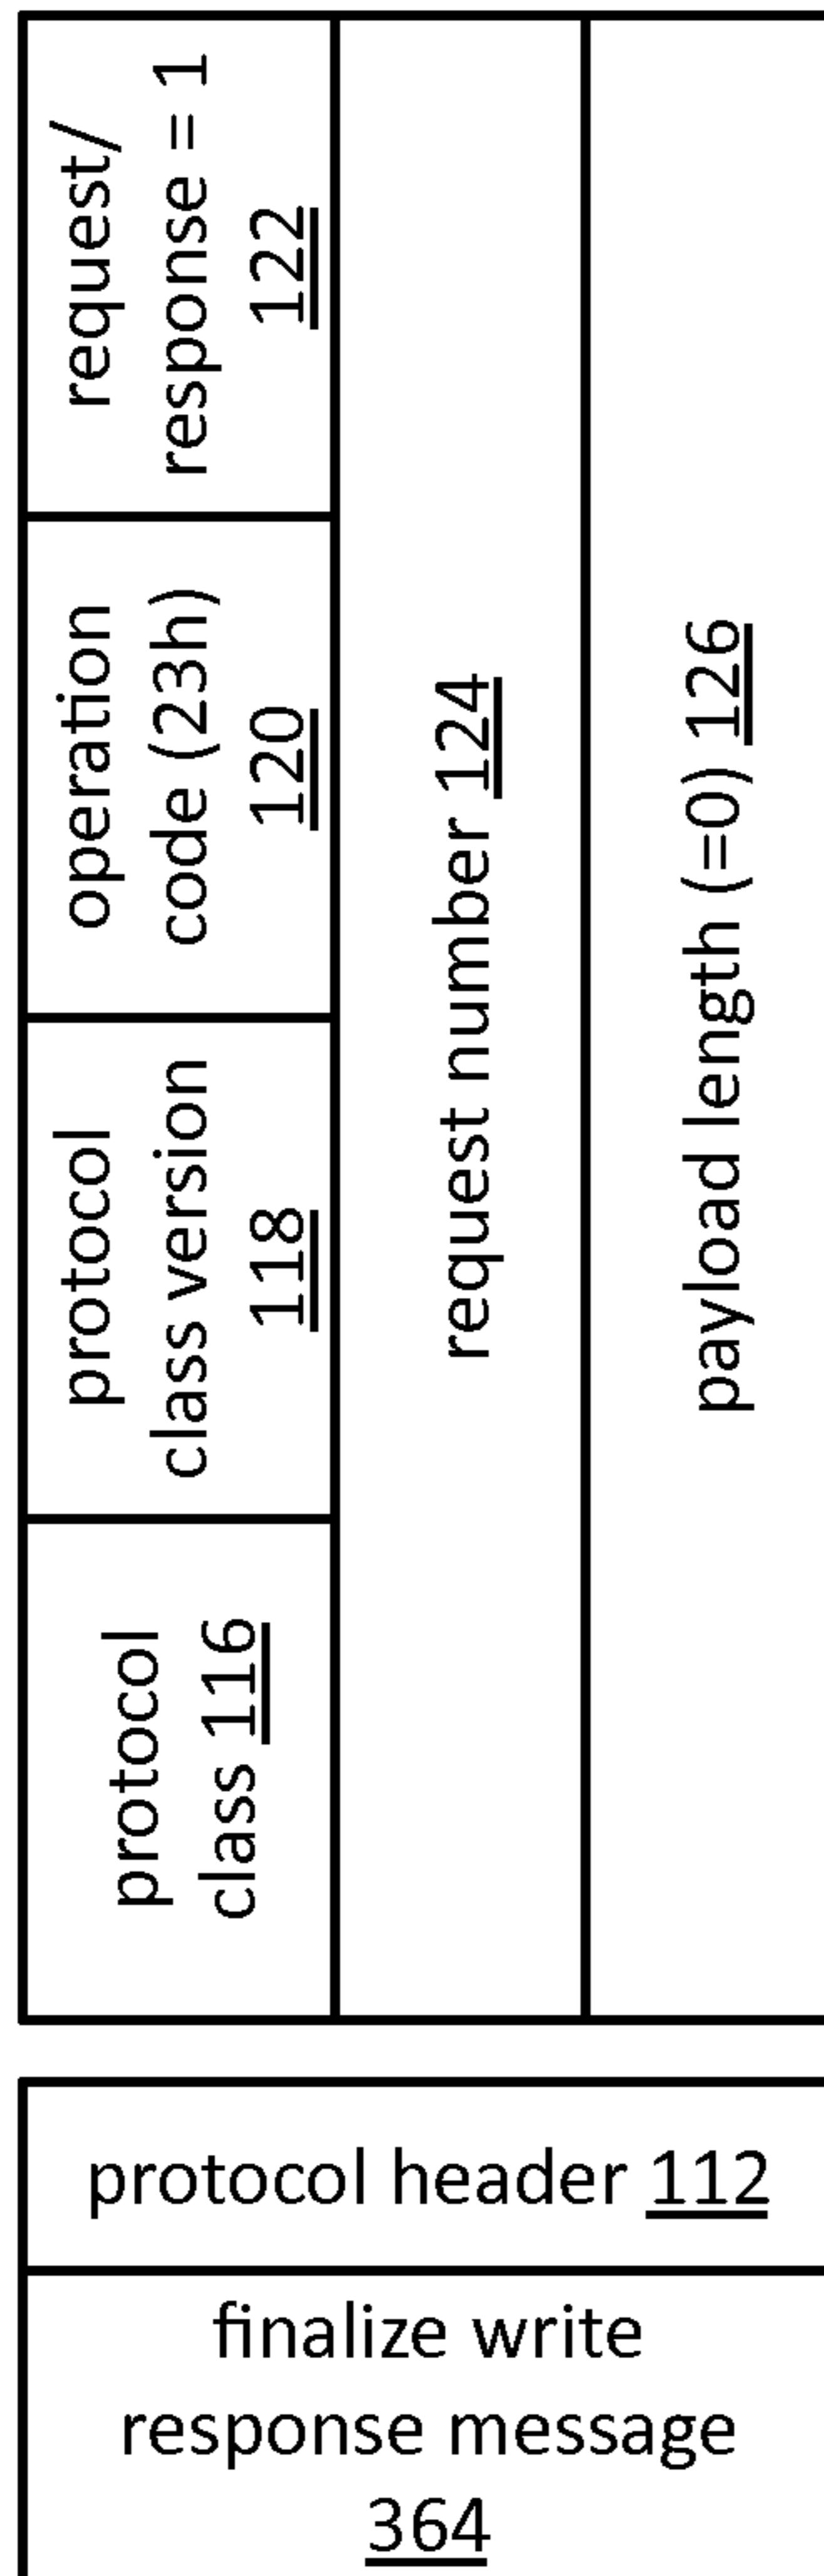 protocol
class 116
protocol
class version
118
operation
code (23h)
120
request/
response = 1
122
request number 124
payload length (=0) 126
protocol header 112
finalize write
response message
364